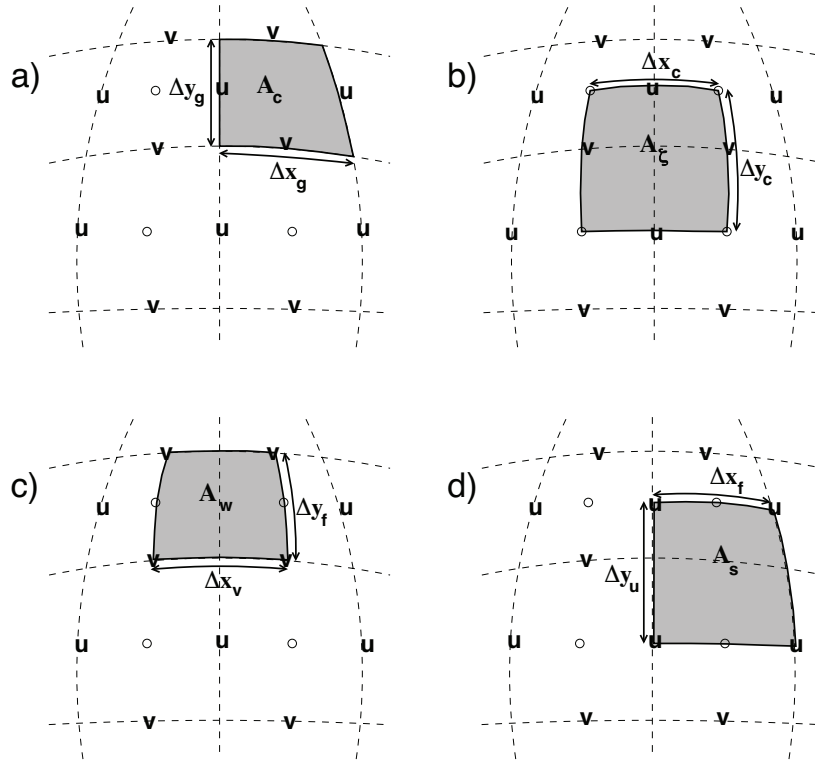 a)
v v
u Δy_g u A_c u
v v
Δx_g
u u u
v v
b)
v v
Δx_c
u u u
v A_ζ v
Δy_c
u u u
v v
c)
v v
u A_w Δy_f u
v v
Δx_v
u u u
v v
d)
v v
Δx_f
u u u
v A_s
Δy_u
u u u
v v